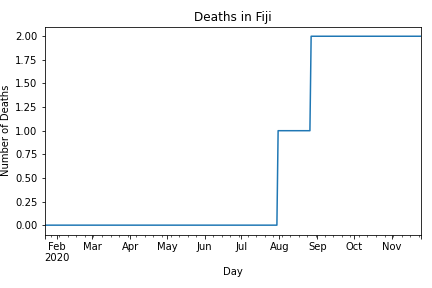 Deaths in Fiji
2.00
1.75
1.50
1.25
1.00
0.75
0.50
0.25
0.00
Number of Deaths
Feb Mar Apr May Jun Jul Aug Sep Oct Nov
2020
Day